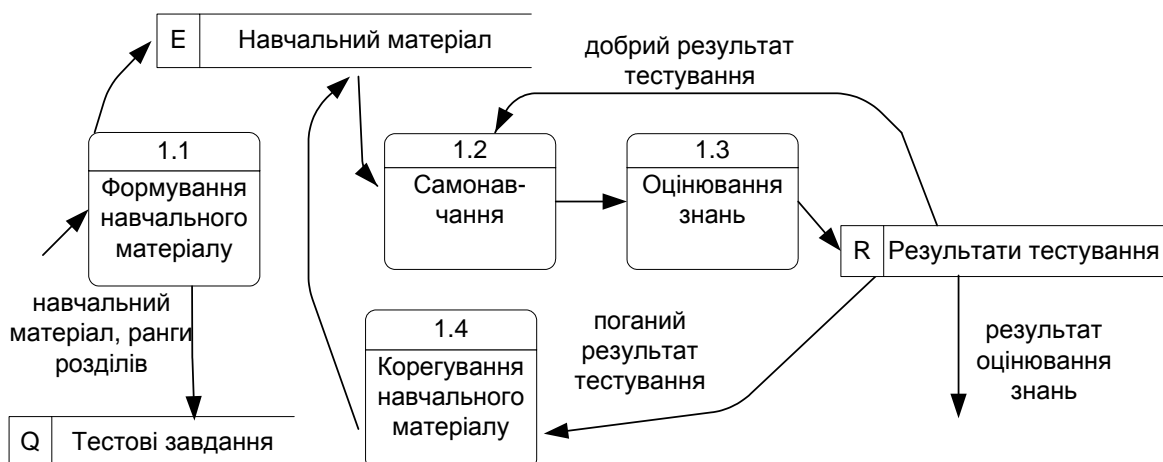 E Навчальний матеріал
добрий результат
тестування
1.1
Формування
навчального
матеріалу
1.2
Самонав-
чання
1.3
Оцінювання
знань
R Результати тестування
навчальний
матеріал, ранги
розділів
1.4
Корегування
навчального
матеріалу
поганий
результат
тестування
результат
оцінювання
знань
Q Тестові завдання